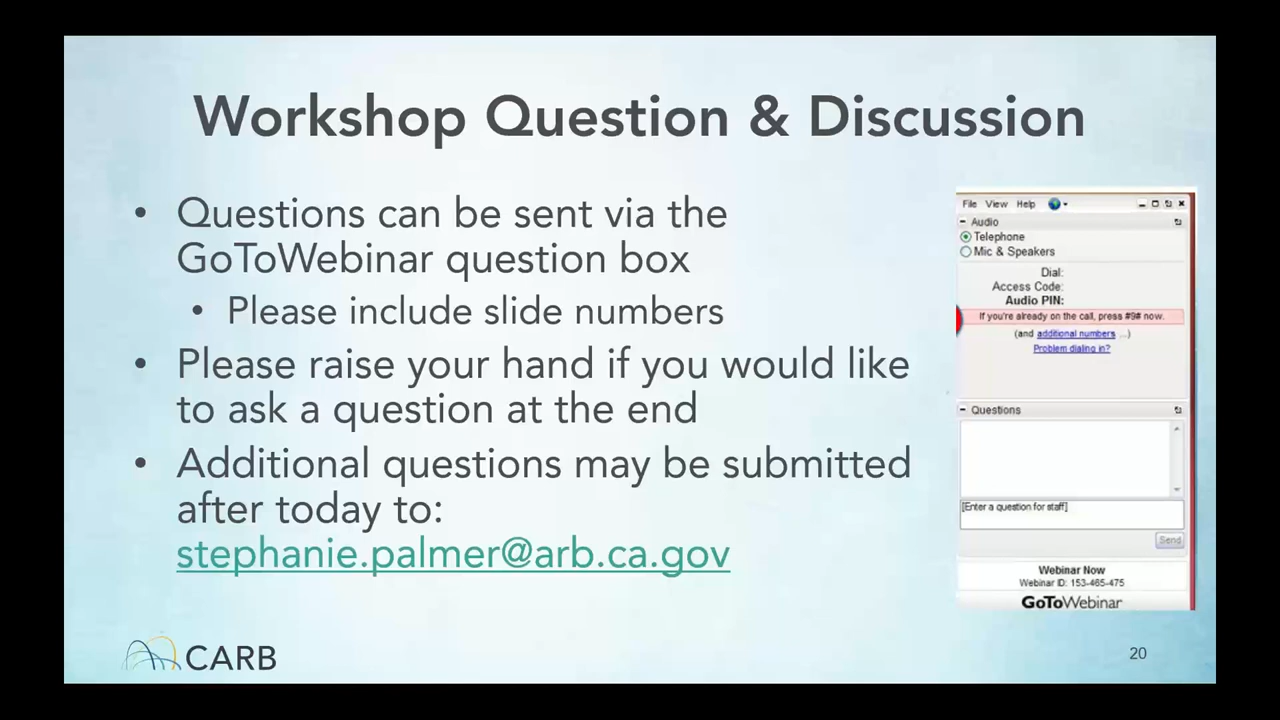 Workshop Question & Discussion
• Questions can be sent via the
GoToWebinar question box
• Please include slide numbers
• Please raise your hand if you would like
to ask a question at the end
• Additional questions may be submitted
after today to:
stephanie.palmer@arb.ca.gov
File View Help
Audio
Telephone
Mic & Speakers
Dial:
Access Code:
Audio PIN:
If you're already on the call, press #9# now.
(and additional numbers ...)
Problem dialing in?
Questions
[Enter a question for staff]
Send
Webinar Now
Webinar ID: 153-465-475
GoToWebinar
CARB
20